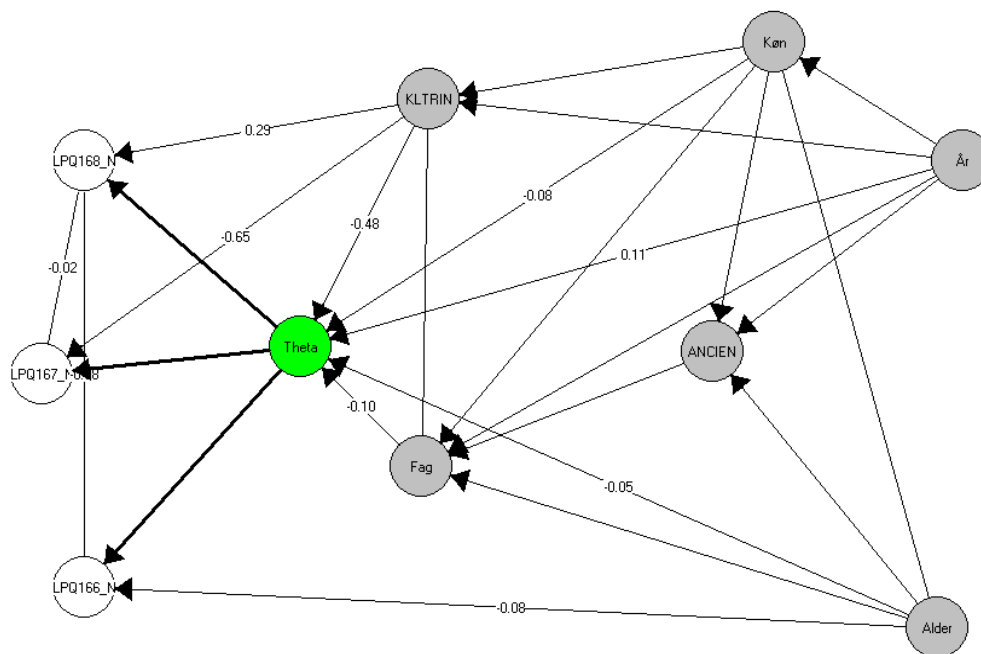 Køn
KLTRIN
0.29
LPQ168_N
År
-0.08
-0.48
-0.65
0.11
-0.02
Theta
ANCIEN
LPQ167_N
-0.10
Fag
-0.05
LPQ166_N
-0.08
Alder